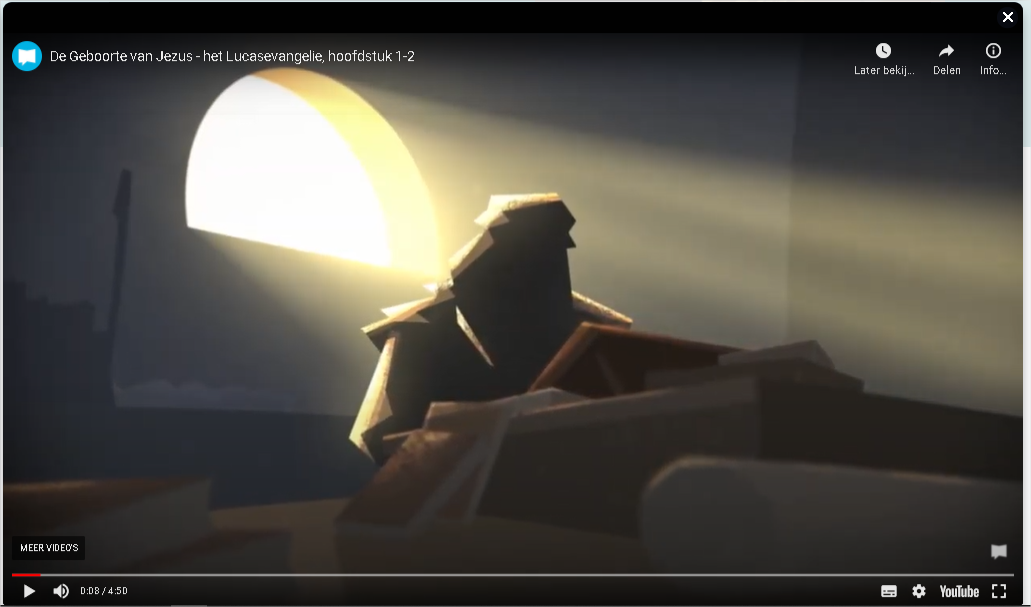 De Geboorte van Jezus - het Lucasevangelie, hoofdstuk 1-2
Later bekij...
Delen
Info...
MEER VIDEO'S
0:08 / 4:50
YouTube